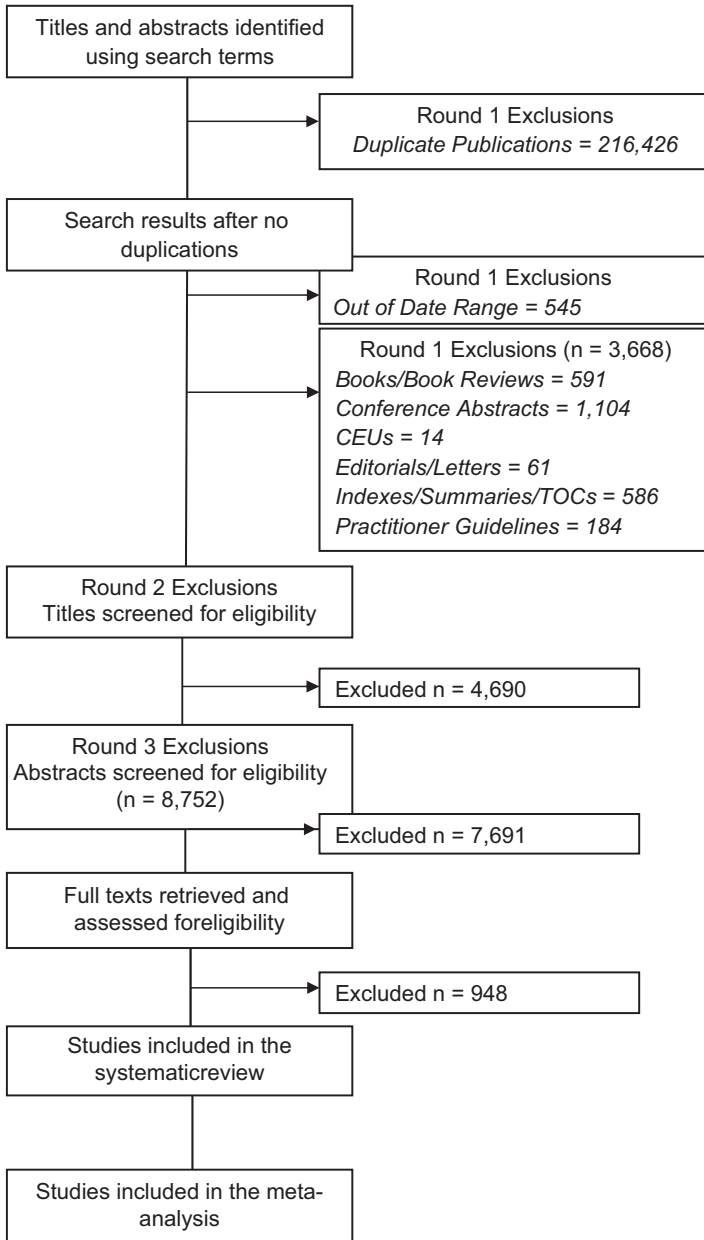 Titles and abstracts identified
using search terms
Round 1 Exclusions
Duplicate Publications = 216,426
Search results after no
duplications
Round 1 Exclusions
Out of Date Range = 545
Round 1 Exclusions (n = 3,668)
Books/Book Reviews = 591
Conference Abstracts = 1,104
CEUs = 14
Editorials/Letters = 61
Indexes/Summaries/TOCs = 586
Practitioner Guidelines = 184
Round 2 Exclusions
Titles screened for eligibility
Excluded n = 4,690
Round 3 Exclusions
Abstracts screened for eligibility
(n = 8,752)
Excluded n = 7,691
Full texts retrieved and
assessed foreligibility
Excluded n = 948
Studies included in the
systematicreview
Studies included in the meta-
analysis